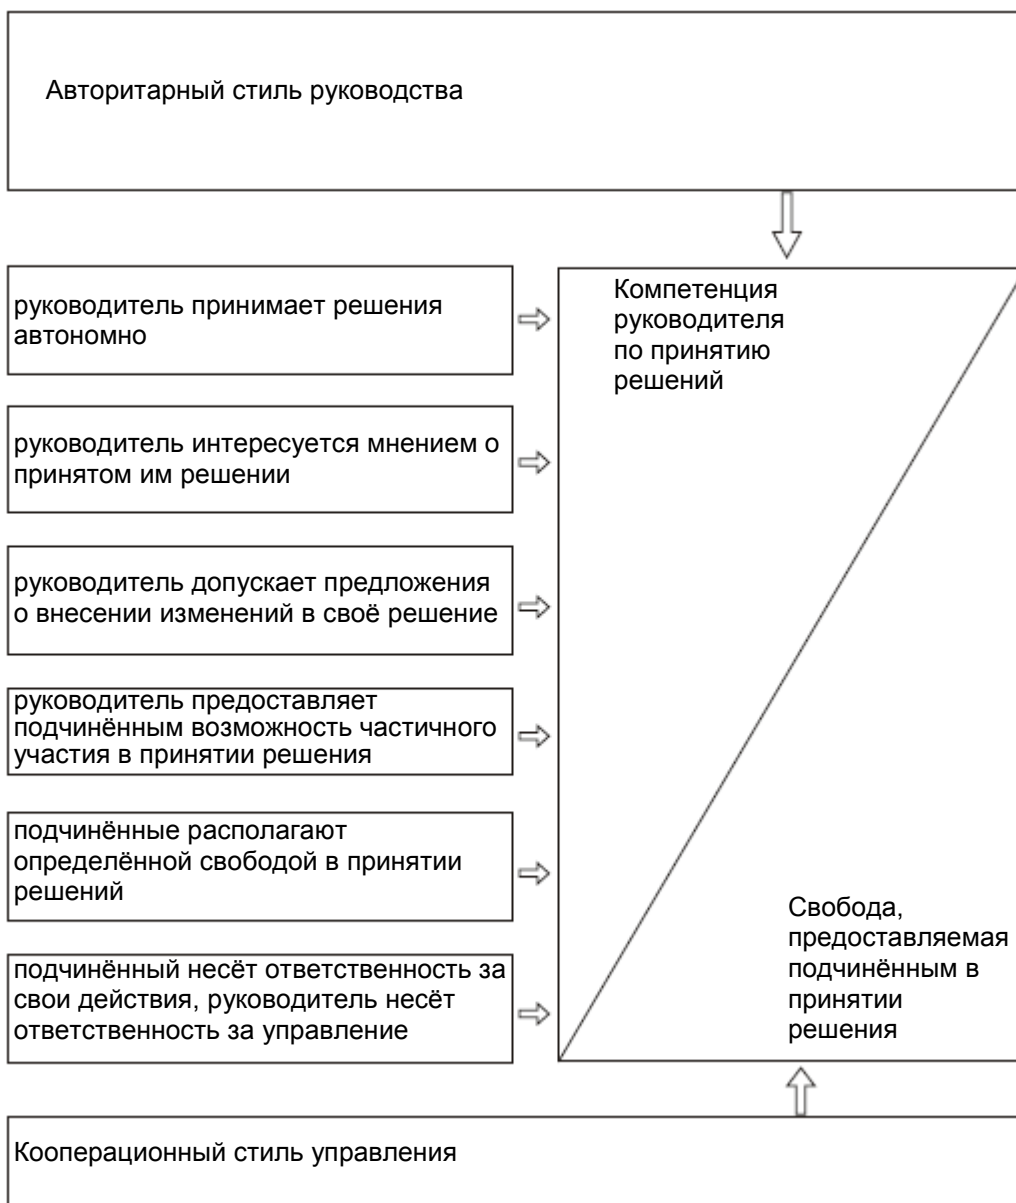 Авторитарный стиль руководства
руководитель принимает решения
автономно
Компетенция
руководителя
по принятию
решений
руководитель интересуется мнением о
принятом им решении
руководитель допускает предложения
о внесении изменений в своё решение
руководитель предоставляет
подчинённым возможность частичного
участия в принятии решения
подчинённые располагают
определённой свободой в принятии
решений
подчинённый несёт ответственность за
свои действия, руководитель несёт
ответственность за управление
Свобода,
предоставляемая
подчинённым в
принятии
решения
Кооперационный стиль управления